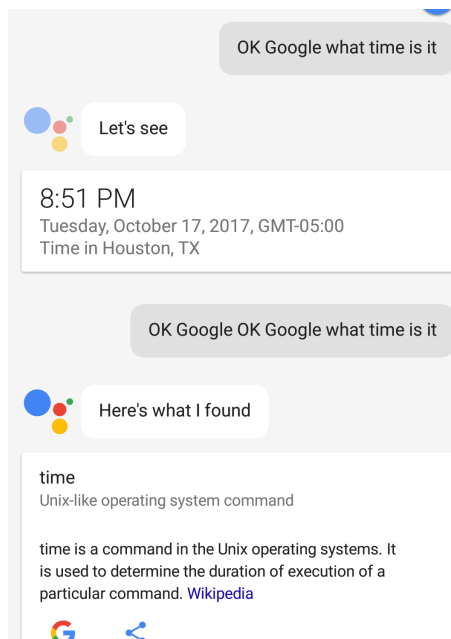 OK Google what time is it
Let's see
8:51 PM
Tuesday, October 17, 2017, GMT-05:00
Time in Houston, TX
OK Google OK Google what time is it
Here's what I found
time
Unix-like operating system command
time is a command in the Unix operating systems. It
is used to determine the duration of execution of a
particular command. Wikipedia